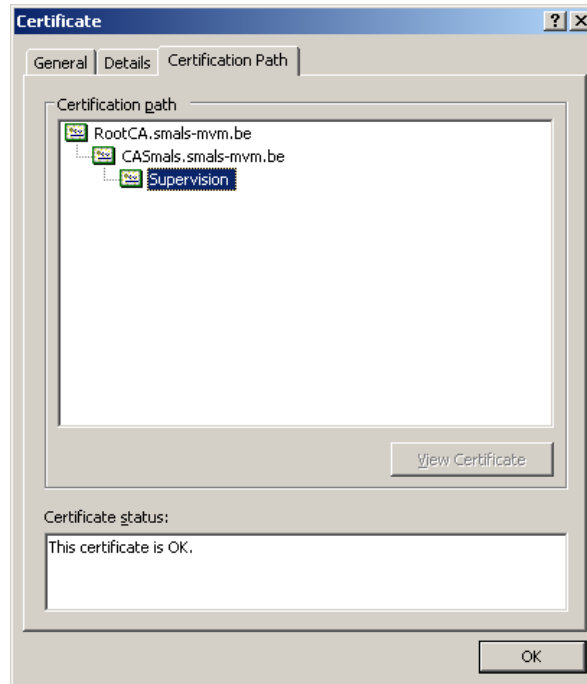 Certificate
General
Details
Certification Path
Certification path
RootCA.smals-mvm.be
CASmals.smals-mvm.be
Supervision
View Certificate
Certificate status:
This certificate is OK.
OK